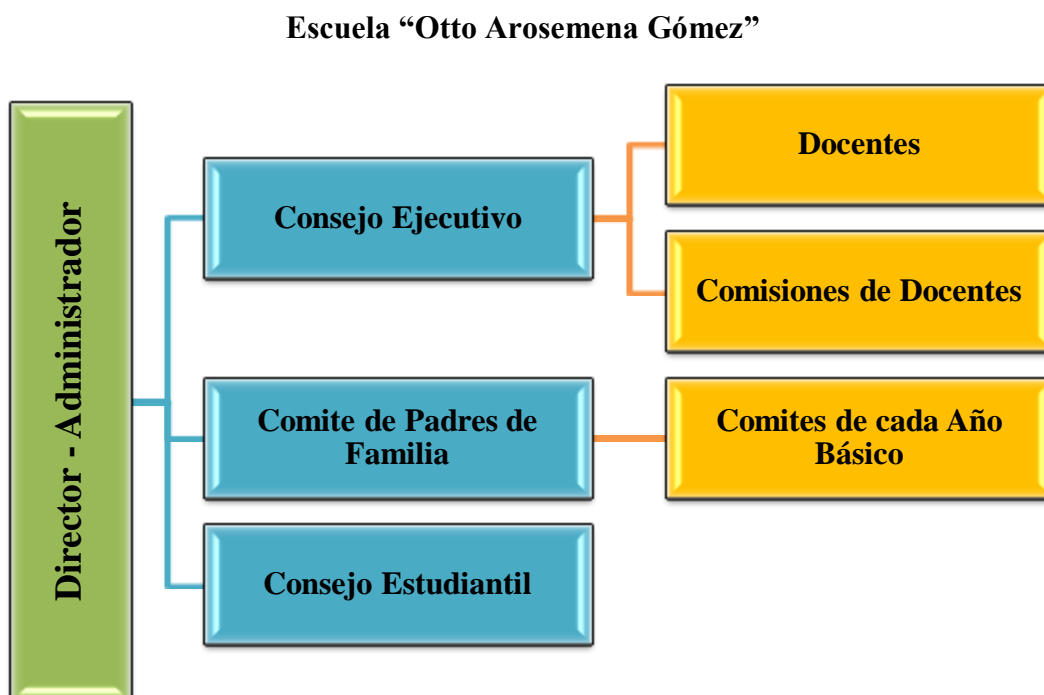 Escuela “Otto Arosemena Gómez”
Director - Administrador
Consejo Ejecutivo
Docentes
Comisiones de Docentes
Comite de Padres de
Familia
Comites de cada Año
Básico
Consejo Estudiantil